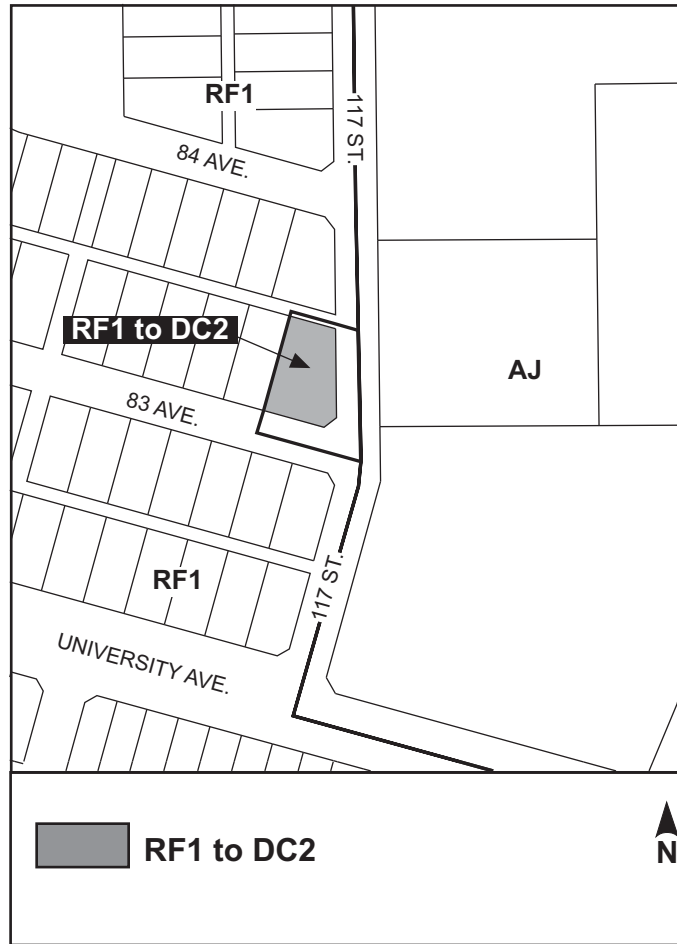 RF1
117 ST.
84 AVE.
RF1 to DC2
AJ
83 AVE.
RF1
117 ST.
UNIVERSITY AVE.
RF1 to DC2
N